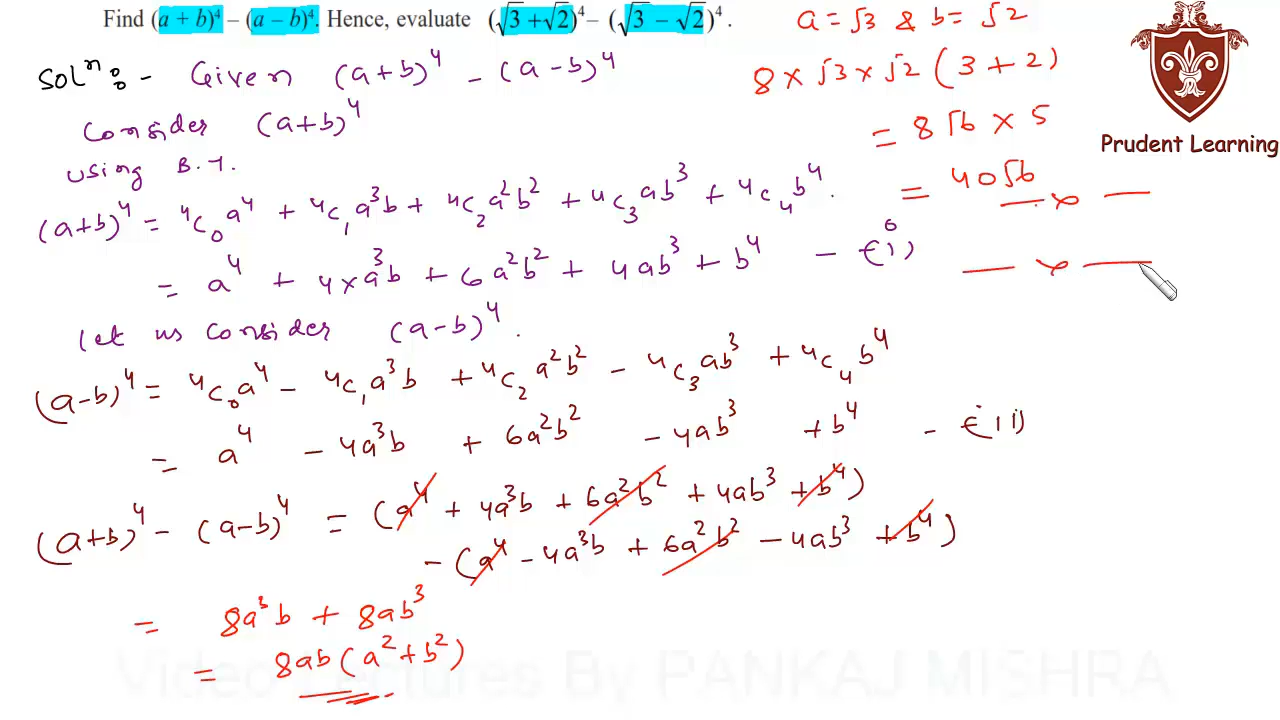 Find (a + b)⁴ – (a – b)⁴. Hence, evaluate (√3 +√2)⁴ – (√3 – √2)⁴.
Solⁿ :- Given (a+b)⁴ - (a-b)⁴
Consider (a+b)⁴
using B.T.
(a+b)⁴ = ⁴C₀a⁴ + ⁴C₁a³b + ⁴C₂a²b² + ⁴C₃ab³ + ⁴C₄b⁴.
= a⁴ + 4×a³b + 6a²b² + 4ab³ + b⁴ - (i)
Let us consider (a-b)⁴.
(a-b)⁴ = ⁴C₀a⁴ - ⁴C₁a³b + ⁴C₂a²b² - ⁴C₃ab³ + ⁴C₄b⁴
= a⁴ - 4a³b + 6a²b² - 4ab³ + b⁴ - (ii)
(a+b)⁴ - (a-b)⁴ = (a⁴ + 4a³b + 6a²b² + 4ab³ + b⁴)
- (a⁴ - 4a³b + 6a²b² - 4ab³ + b⁴)
= 8a³b + 8ab³
= 8ab(a²+b²)
a = √3 & b = √2
8 × √3 × √2 (3+2)
= 8√6 × 5
= 40√6
— × —
— × —
Prudent Learning
Video Lectures By PANKAJ MISHRA